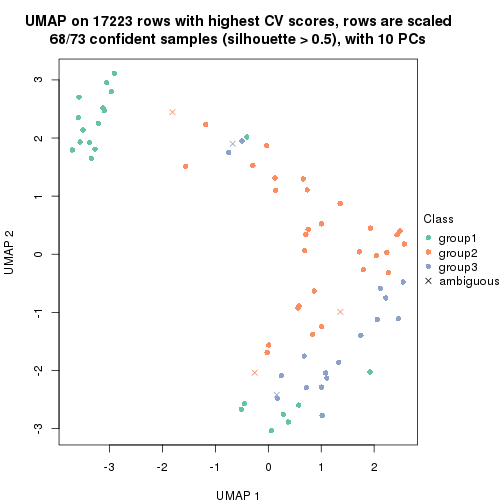 UMAP on 17223 rows with highest CV scores, rows are scaled
68/73 confident samples (silhouette > 0.5), with 10 PCs
3
2
1
0
-1
-2
-3
UMAP 2
-3
-2
-1
0
1
2
UMAP 1
Class
group1
group2
group3
ambiguous